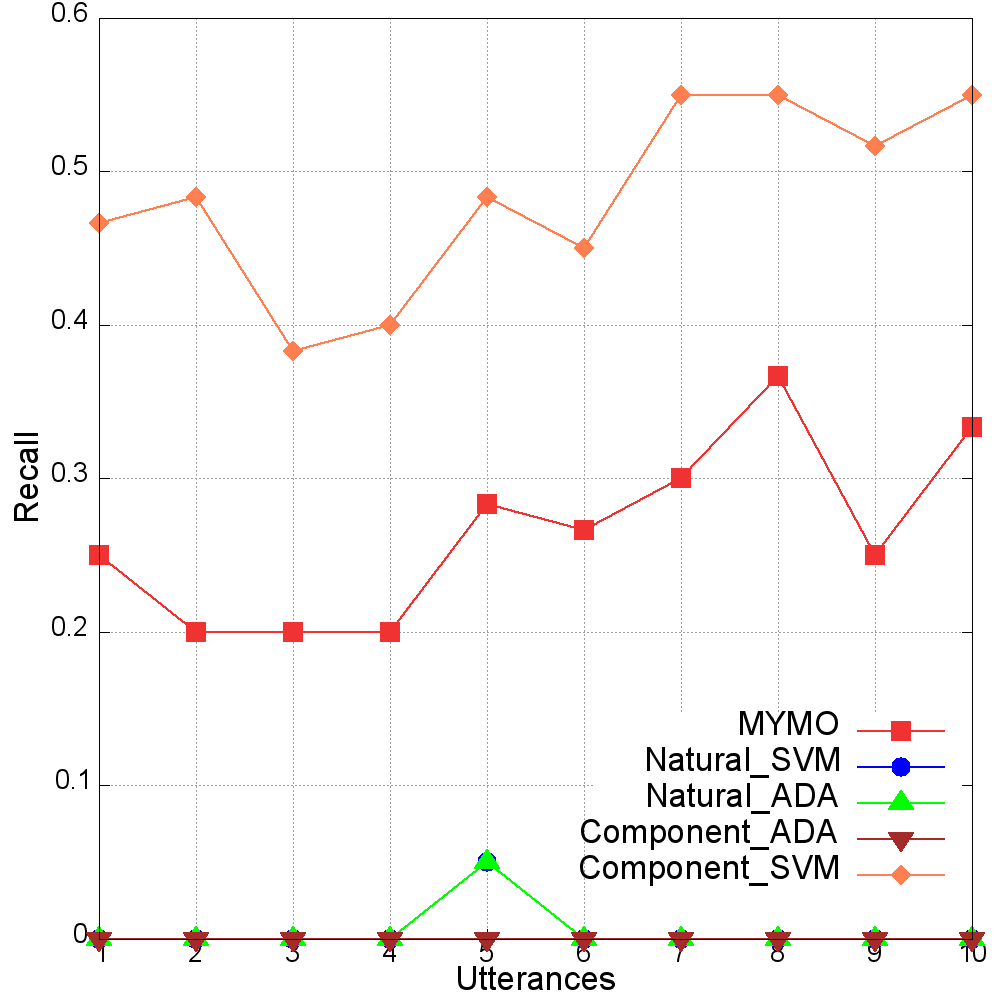 0.6
0.5
0.4
0.3
0.2
0.1
0
Recall
1 2 3 4 5 6 7 8 9 10
Utterances
MYMO
Natural_SVM
Natural_ADA
Component_ADA
Component_SVM